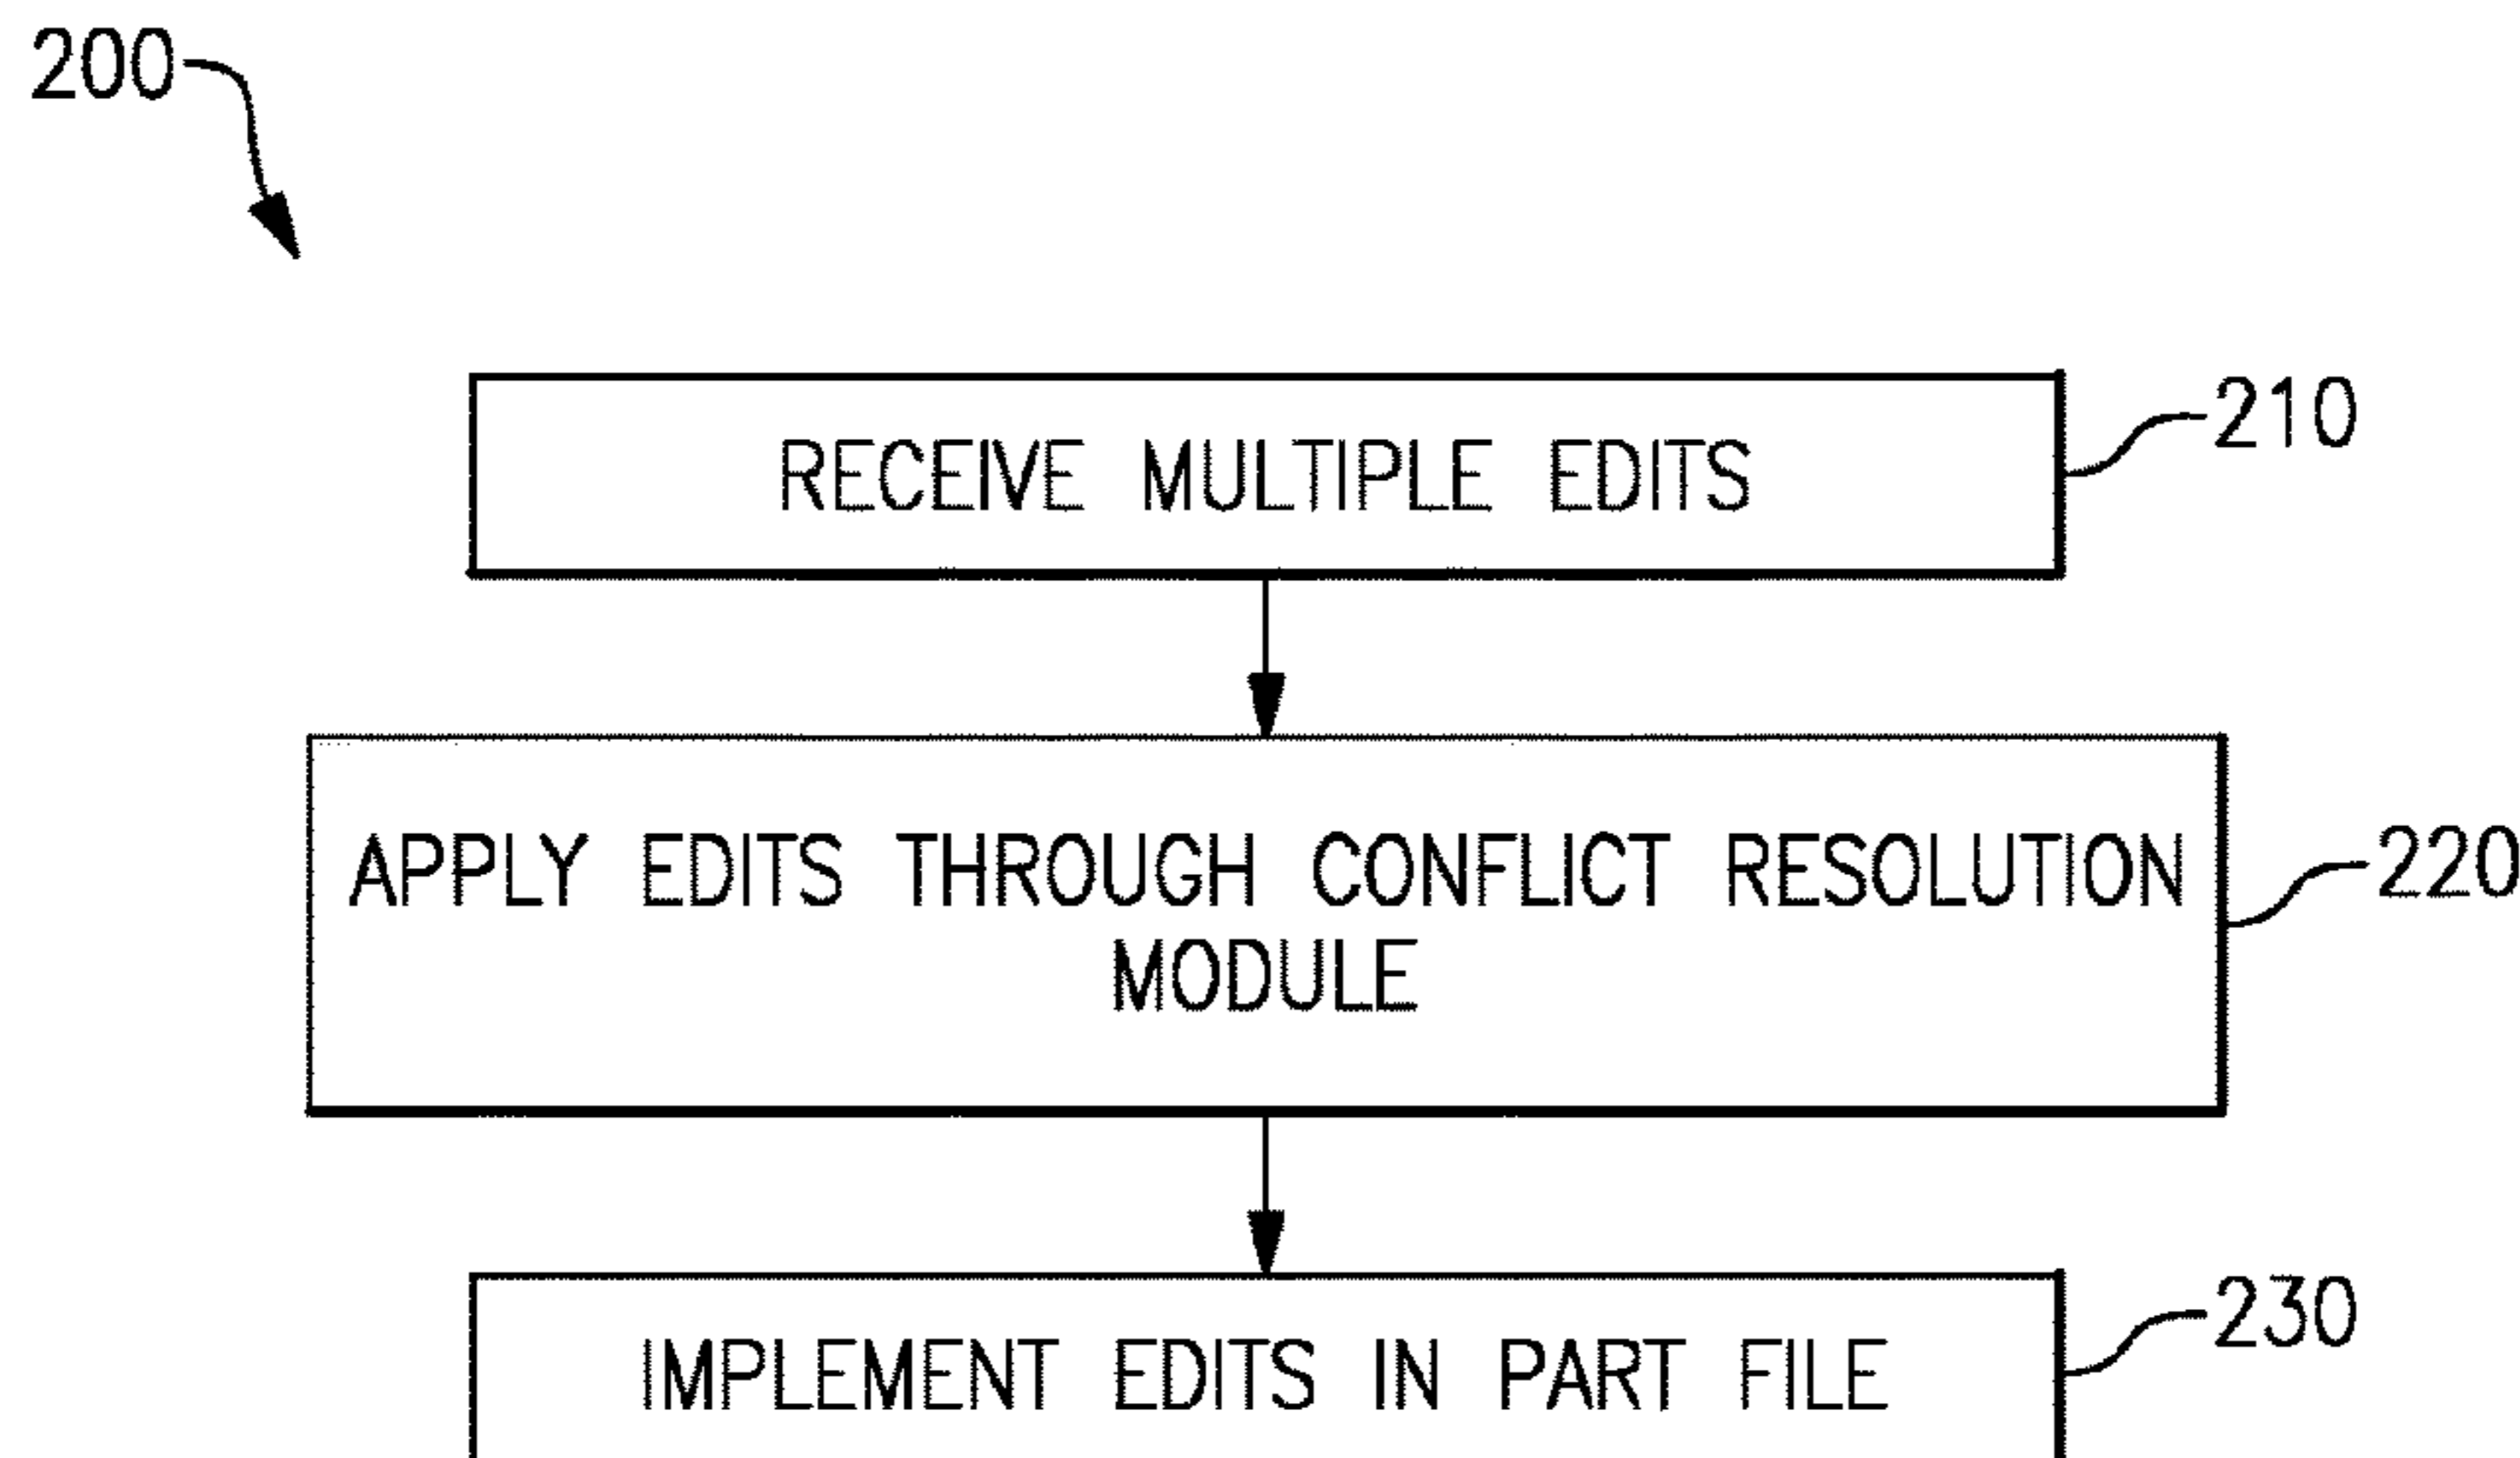 200
RECEIVE MULTIPLE EDITS
210
APPLY EDITS THROUGH CONFLICT RESOLUTION
MODULE
220
IMPLEMENT EDITS IN PART FILE
230